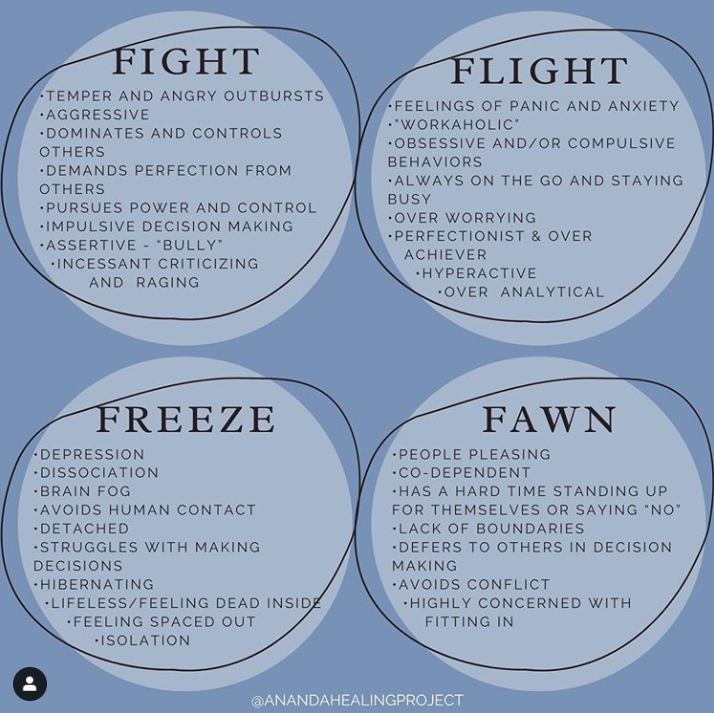 FIGHT
•TEMPER AND ANGRY OUTBURSTS
•AGGRESSIVE
•DOMINATES AND CONTROLS
OTHERS
•DEMANDS PERFECTION FROM
OTHERS
•PURSUES POWER AND CONTROL
•IMPULSIVE DECISION MAKING
•ASSERTIVE - "BULLY"
•INCESSANT CRITICIZING
AND RAGING
FLIGHT
•FEELINGS OF PANIC AND ANXIETY
•"WORKAHOLIC"
•OBSESSIVE AND/OR COMPULSIVE
BEHAVIORS
•ALWAYS ON THE GO AND STAYING
BUSY
•OVER WORRYING
•PERFECTIONIST & OVER
ACHIEVER
•HYPERACTIVE
•OVER ANALYTICAL
FREEZE
•DEPRESSION
•DISSOCIATION
•BRAIN FOG
•AVOIDS HUMAN CONTACT
•DETACHED
•STRUGGLES WITH MAKING
DECISIONS
•HIBERNATING
•LIFELESS/FEELING DEAD INSIDE
•FEELING SPACED OUT
•ISOLATION
FAWN
•PEOPLE PLEASING
•CO-DEPENDENT
•HAS A HARD TIME STANDING UP
FOR THEMSELVES OR SAYING "NO"
•LACK OF BOUNDARIES
•DEFERS TO OTHERS IN DECISION
MAKING
•AVOIDS CONFLICT
•HIGHLY CONCERNED WITH
FITTING IN
@ANANDAHEALINGPROJECT